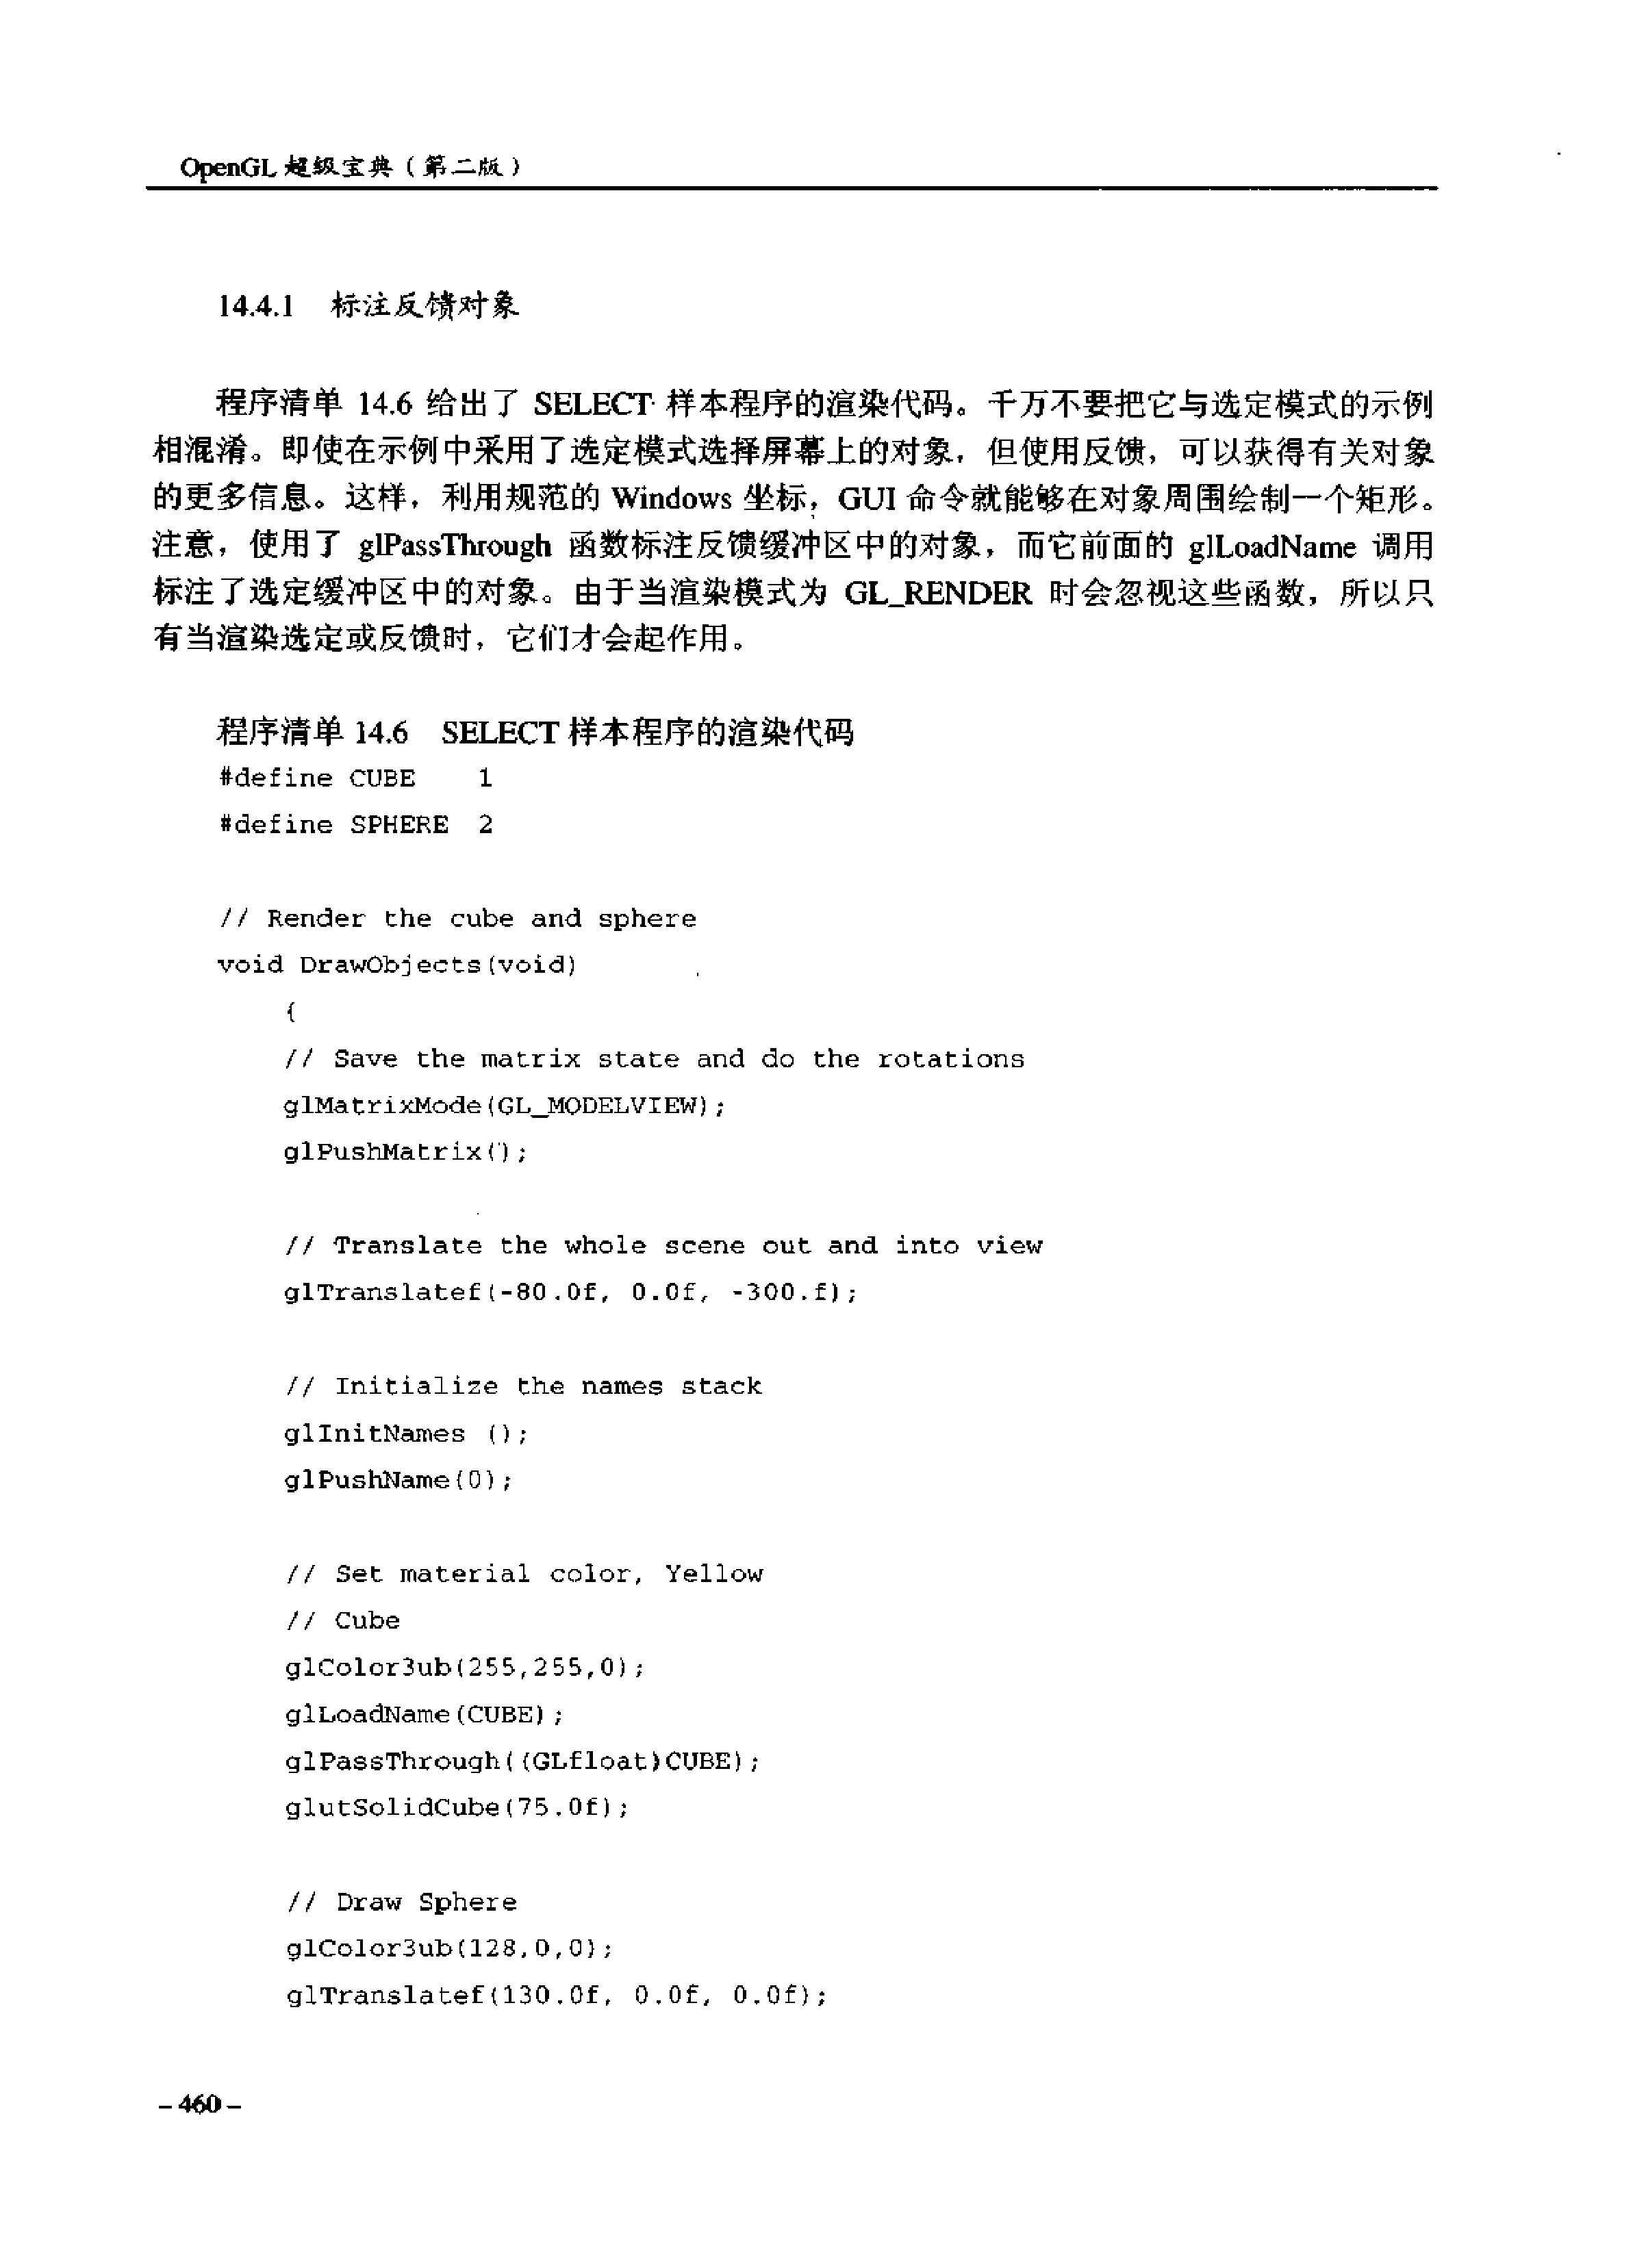 OpenGL 超级宝典（第二版）
14.4.1 标注反馈对象
程序清单 14.6 给出了 SELECT 样本程序的渲染代码。千万不要把它与选定模式的示例
相混淆。即使在示例中采用了选定模式选择屏幕上的对象，但使用反馈，可以获得有关对象
的更多信息。这样，利用规范的 Windows 坐标，GUI 命令就能够在对象周围绘制一个矩形。
注意，使用了 glPassThrough 函数标注反馈缓冲区中的对象，而它前面的 glLoadName 调用
标注了选定缓冲区中的对象。由于当渲染模式为 GL_RENDER 时会忽视这些函数，所以只
有当渲染选定或反馈时，它们才会起作用。
程序清单 14.6 SELECT 样本程序的渲染代码
#define CUBE 1
#define SPHERE 2
// Render the cube and sphere
void DrawObjects(void)
{
// Save the matrix state and do the rotations
glMatrixMode(GL_MODELVIEW);
glPushMatrix();
// Translate the whole scene out and into view
glTranslatef(-80.0f, 0.0f, -300.f);
// Initialize the names stack
glInitNames ();
glPushName(0);
// Set material color, Yellow
// Cube
glColor3ub(255,255,0);
glLoadName(CUBE);
glPassThrough((GLfloat)CUBE);
glutSolidCube(75.0f);
// Draw Sphere
glColor3ub(128,0,0);
glTranslatef(130.0f, 0.0f, 0.0f);
- 460 -